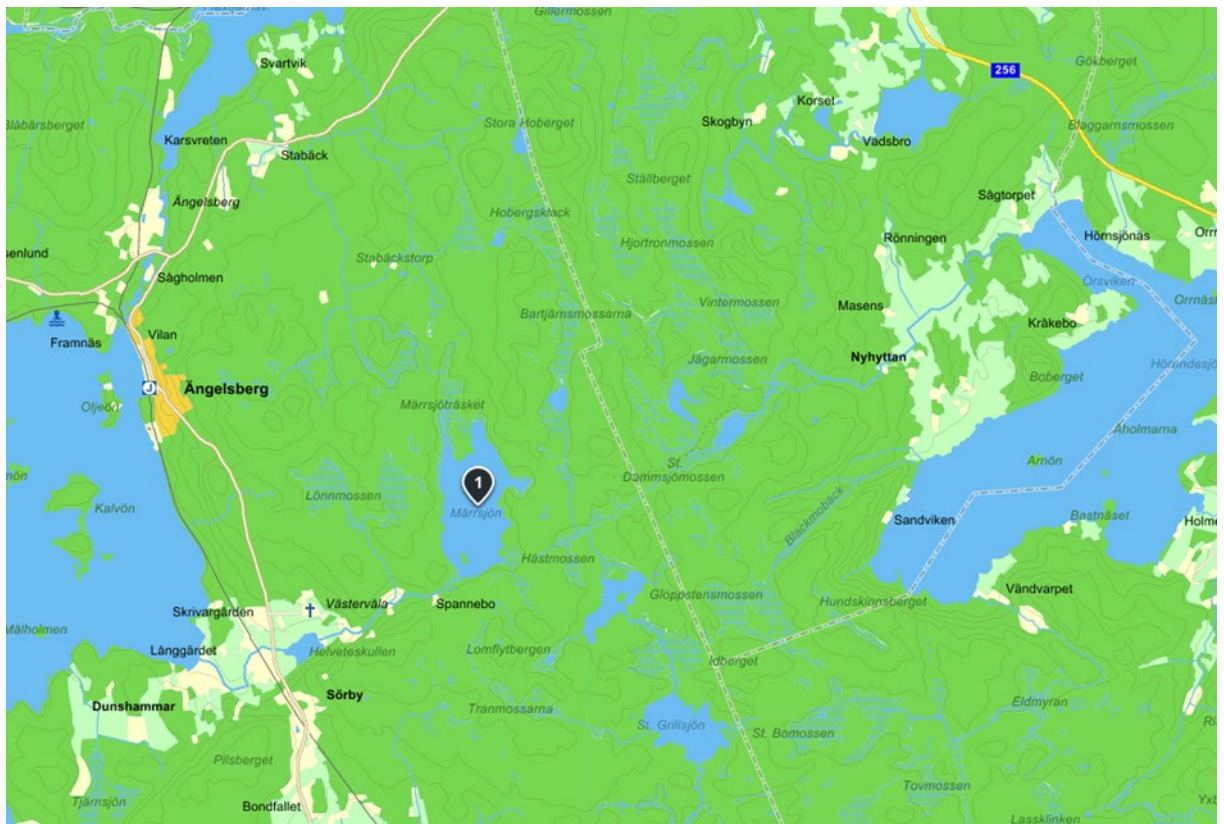 Gillermossen
Svartvik
Gökberget
256
Blåbärsberget
Stora Hoberget
Skogbyn
Korset
Blaggarnsmossen
Karsvreten
Vadsbro
Stabäck
Ställberget
Sågtorpet
Ängelsberg
Hobergsklack
Hjortronmossen
Rönningen
Hörnsjönäs
senlund
Stabäckstorp
Sågholmen
Örsviken
Vintermossen
Masens
Bartjärnsmossarna
Kråkebo
Framnäs
Vilan
Jägarmossen
Nyhyttan
Boberget
Ängelsberg
J
Oljeön
Märrsjöträsket
Åholmarna
St.
Dammsjömossen
Arnön
1
Lönnmossen
Kalvön
Märrsjön
Blackmobäck
Sandviken
Bastnäset
Hästmossen
Gloppstensmossen
Vändvarpet
Skrivargården
Västervåla
Spannebo
Hundskinnsberget
Mälholmen
Långgärdet
Helveteskullen
Lomflytbergen
Idberget
Dunshammar
Sörby
Tranmossarna
St. Grillsjön
St. Bomossen
Eldmyran
Pilsberget
Tjärnsjön
Bondfallet
Tovmossen
Lassklinken